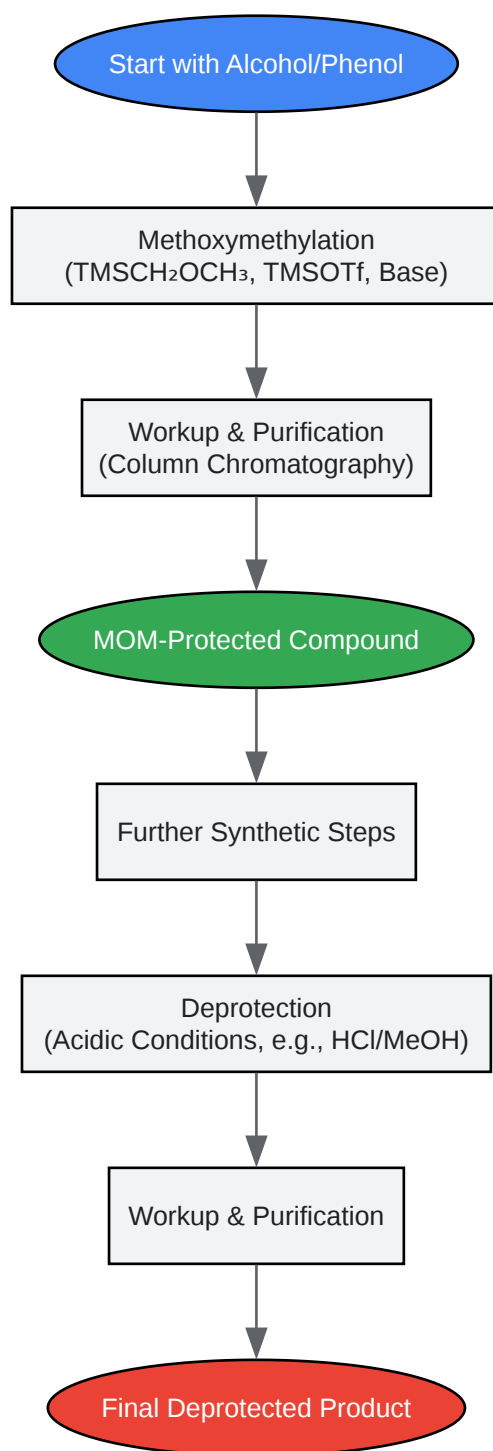 Start with Alcohol/Phenol
Methoxymethylation
(TMSCH₂OCH₃, TMSOTf, Base)
Workup & Purification
(Column Chromatography)
MOM-Protected Compound
Further Synthetic Steps
Deprotection
(Acidic Conditions, e.g., HCl/MeOH)
Workup & Purification
Final Deprotected Product